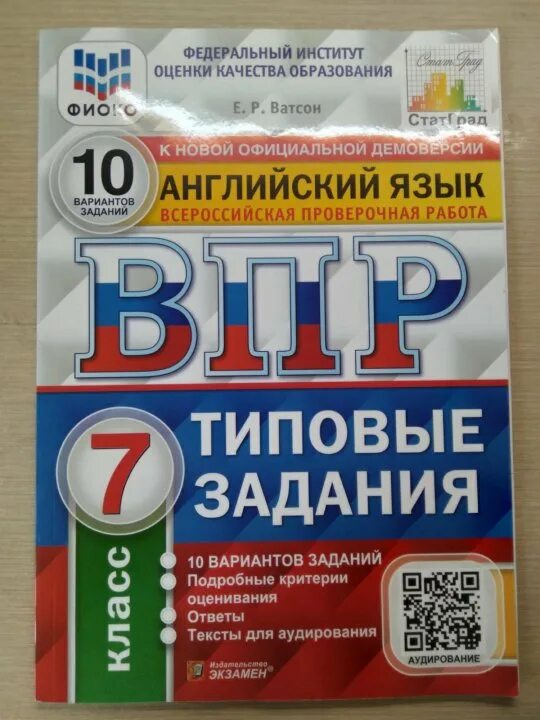 ФИОКО
ФЕДЕРАЛЬНЫЙ ИНСТИТУТ
ОЦЕНКИ КАЧЕСТВА ОБРАЗОВАНИЯ
Е. Р. Ватсон
СтатГрад
СтатГрад
К НОВОЙ ОФИЦИАЛЬНОЙ ДЕМОВЕРСИИ
10
ВАРИАНТОВ
ЗАДАНИЙ
АНГЛИЙСКИЙ ЯЗЫК
ВСЕРОССИЙСКАЯ ПРОВЕРОЧНАЯ РАБОТА
ВПР
7
класс
ТИПОВЫЕ
ЗАДАНИЯ
10 ВАРИАНТОВ ЗАДАНИЙ
Подробные критерии
оценивания
Ответы
Тексты для аудирования
АУДИРОВАНИЕ
Издательство
ЭКЗАМЕН®